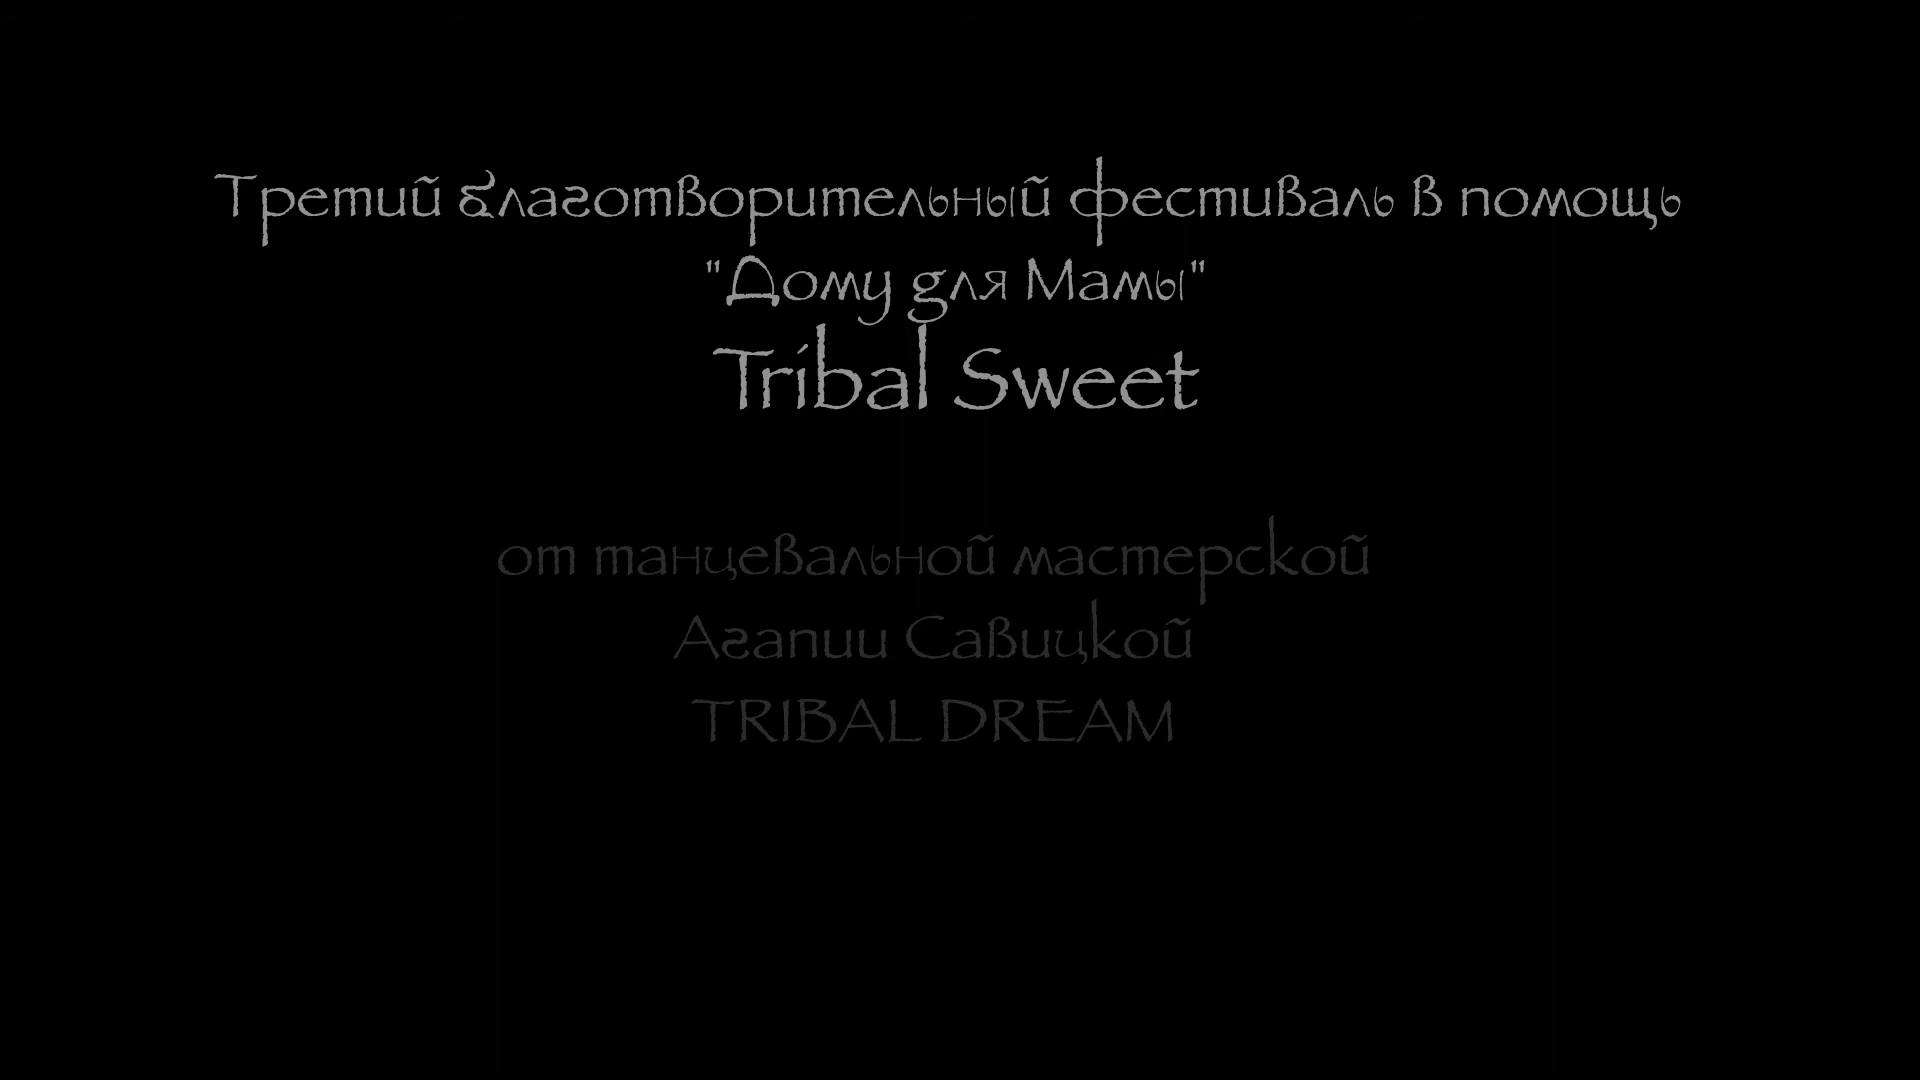 Третий благотворительный фестиваль в помощь
"Дому для Мамы"
Tribal Sweet
от танцевальной мастерской
Агапии Савицкой
TRIBAL DREAM